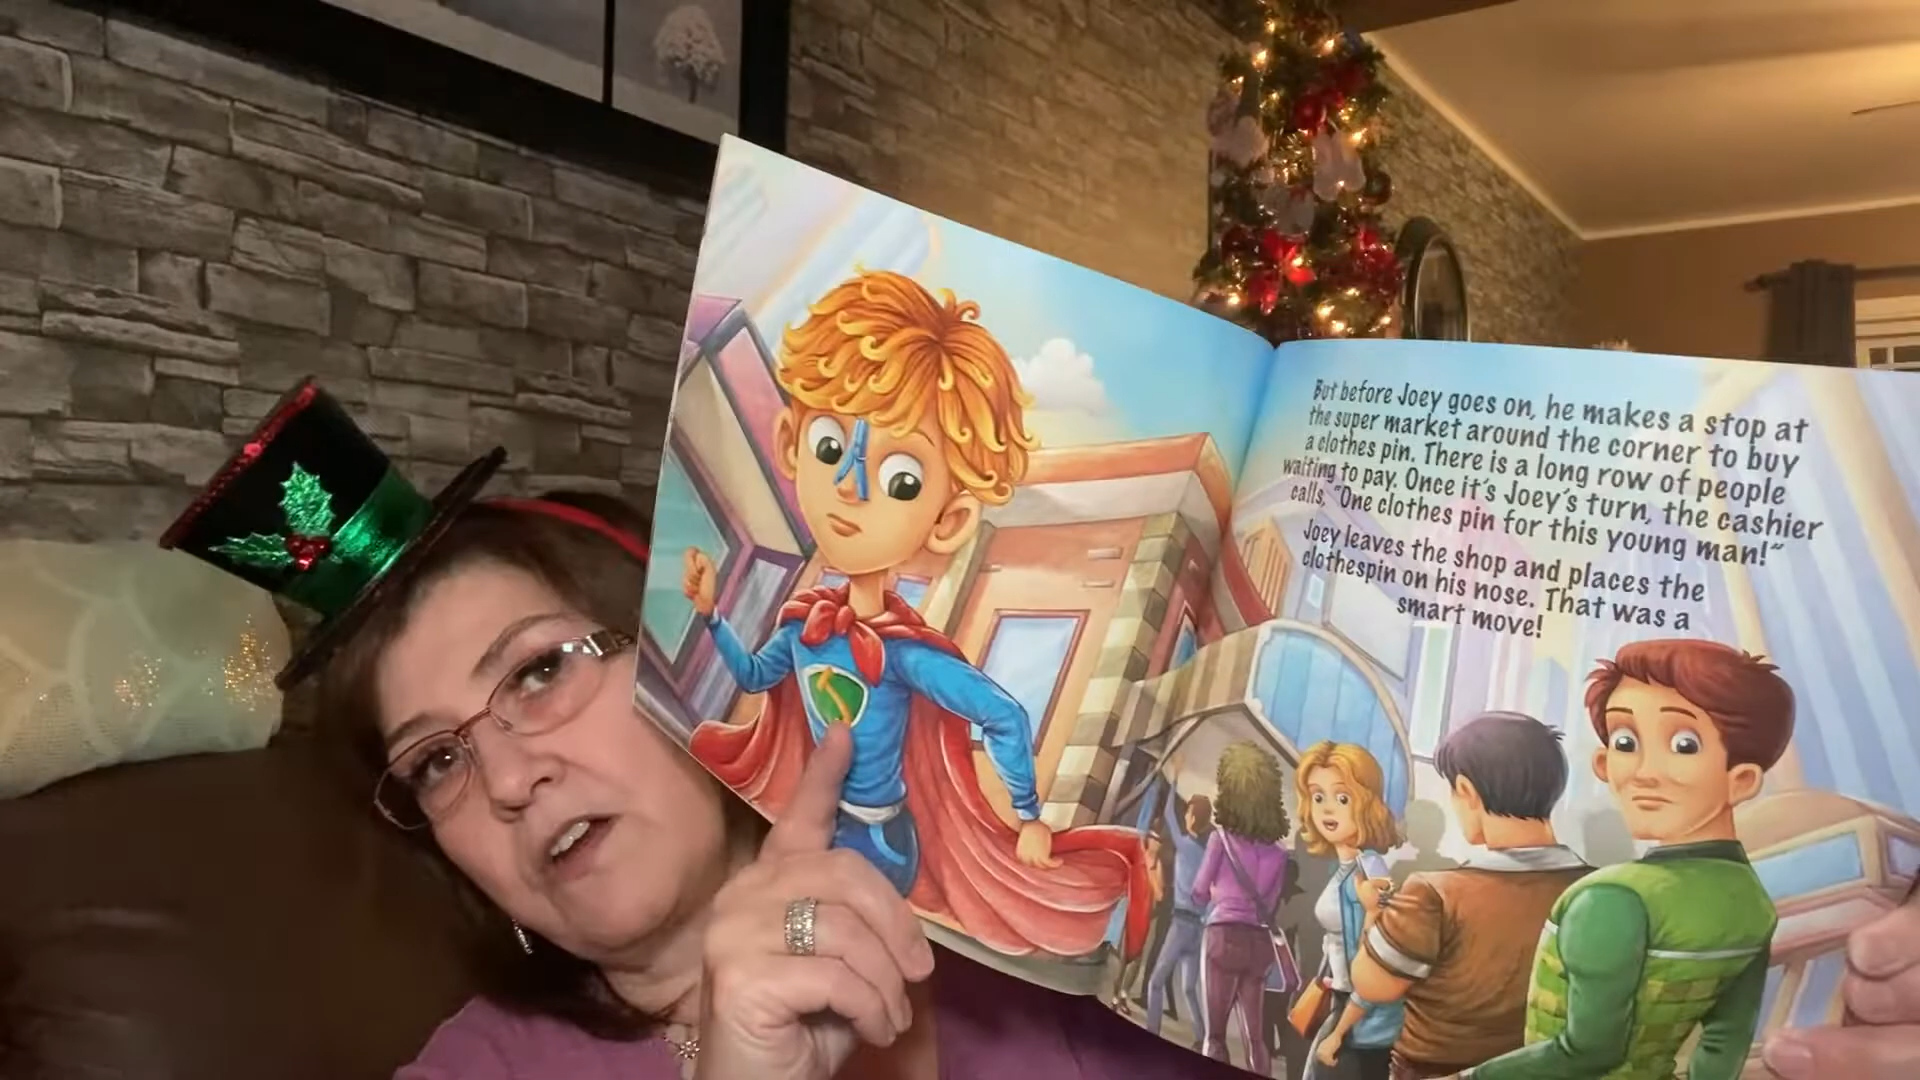 But before Joey goes on, he makes a stop at
the super market around the corner to buy
a clothes pin. There is a long row of people
waiting to pay. Once it's Joey's turn, the cashier
calls, "One clothes pin for this young man!"
Joey leaves the shop and places the
clothespin on his nose. That was a
smart move!